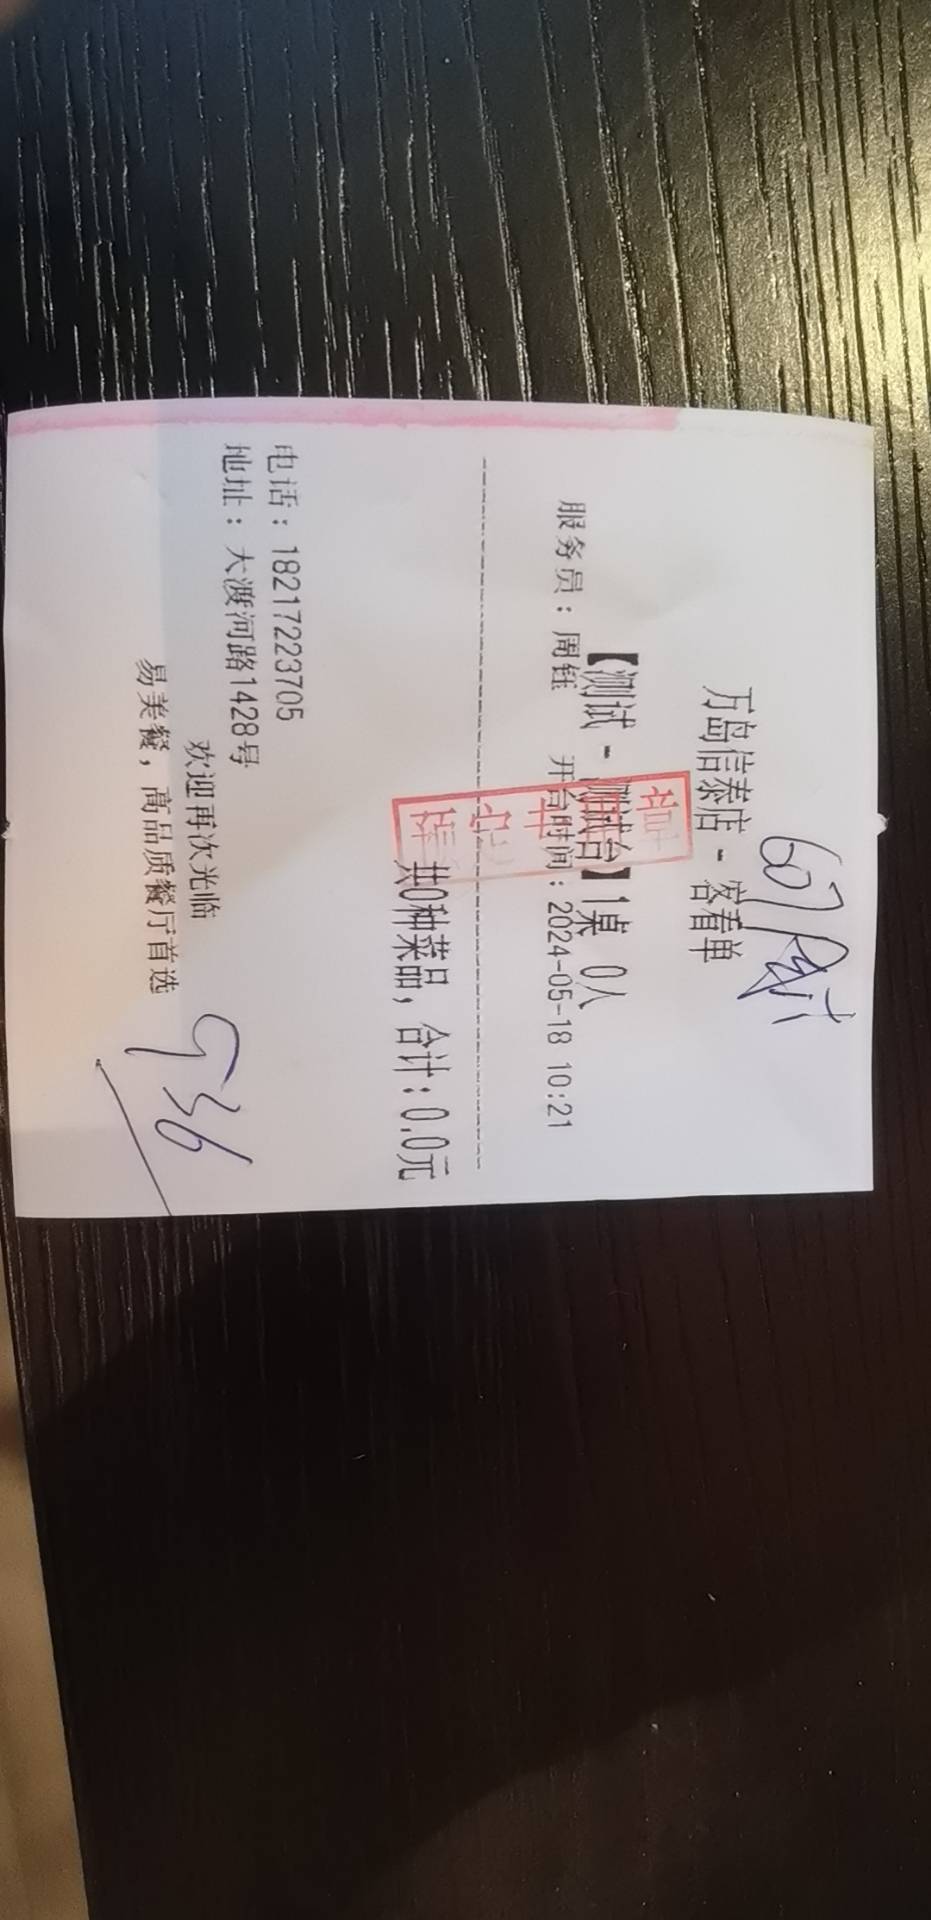 607
万岛信泰店 - 客看单
【测试 - 测试台】1桌 0人
服务员：周钰 开台时间：2024-05-18 10:21
共0种菜品，合计：0.0元
电话：18217223705
地址：大渡河路1428号
欢迎再次光临
易美餐，高品质餐厅首选
936